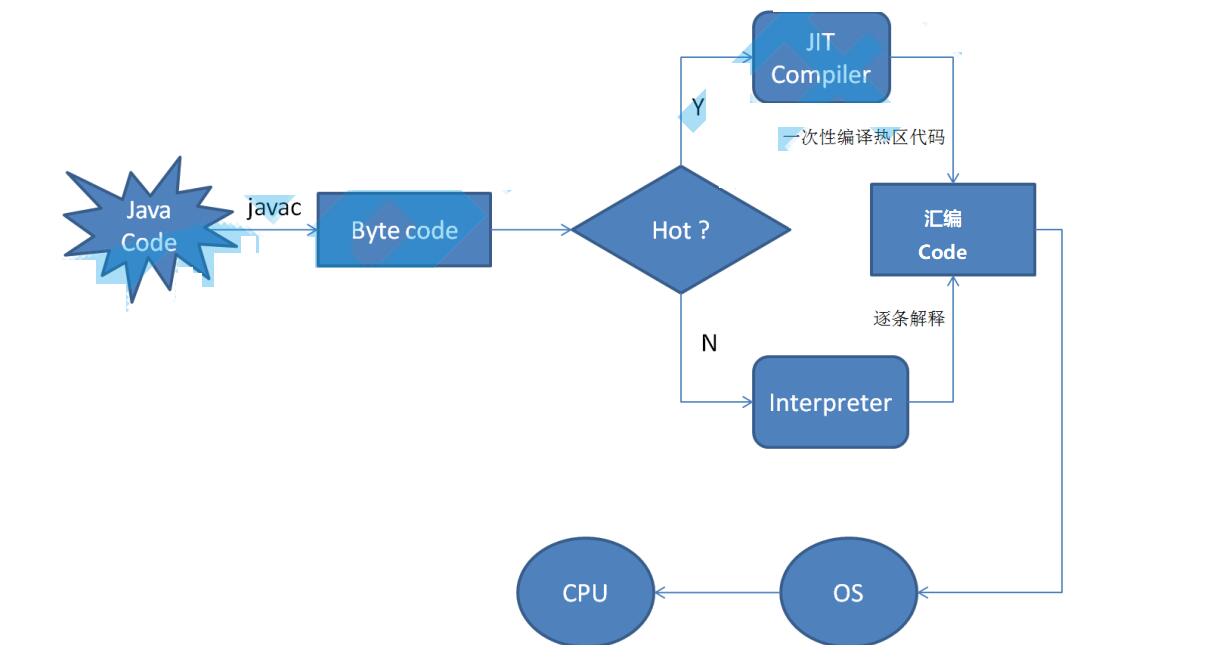 JIT
Compiler
Y
一次性编译热区代码
Java
Code
javac
Byte code
Hot ?
汇编
Code
逐条解释
N
Interpreter
CPU
OS